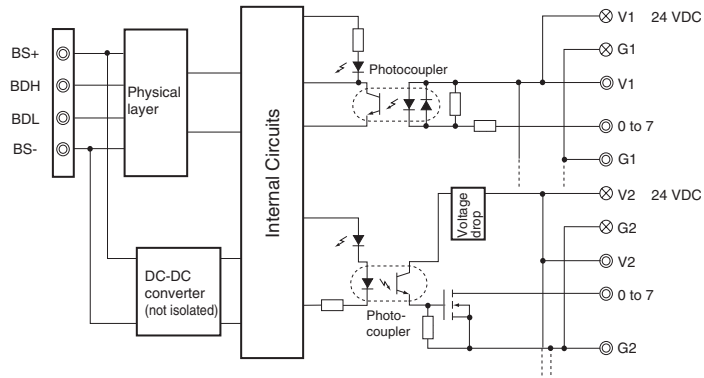 BS+
BDH
BDL
BS-
Physical
layer
DC-DC
converter
(not isolated)
Internal Circuits
Photocoupler
V1 24 VDC
G1
V1
0 to 7
G1
Voltage
drop
Photo-
coupler
V2 24 VDC
G2
V2
0 to 7
G2